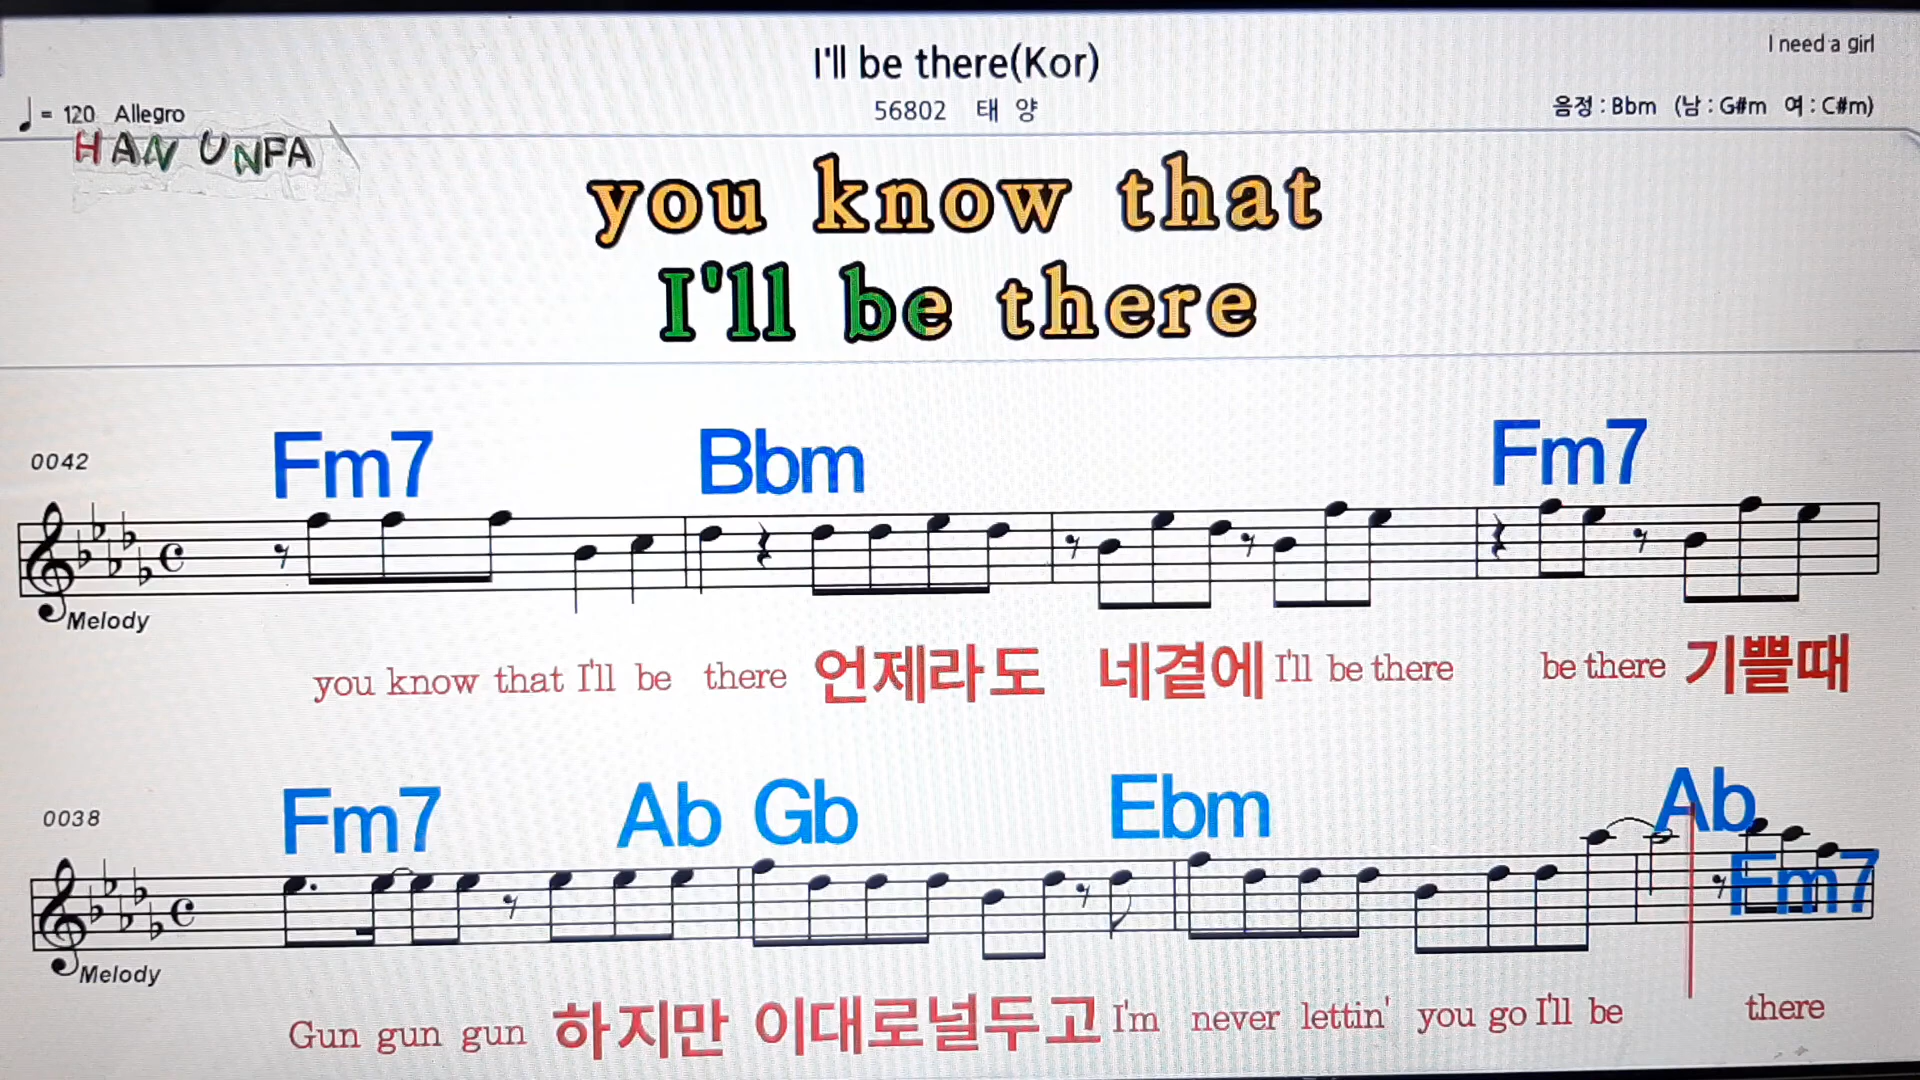 I'll be there(Kor)
I need a girl
= 120 Allegro
56802 태 양
음정 : Bbm (남 : G#m 여 : C#m)
HAN UNFA
you know that
I'll be there
Fm7 Bbm Fm7
0042
Melody
you know that I'll be there 언제라도 네곁에 I'll be there be there 기쁠때
Fm7 Ab Gb Ebm Ab
0038
Fm7
Melody
Gun gun gun 하지만 이대로널두고 I'm never lettin' you go I'll be there